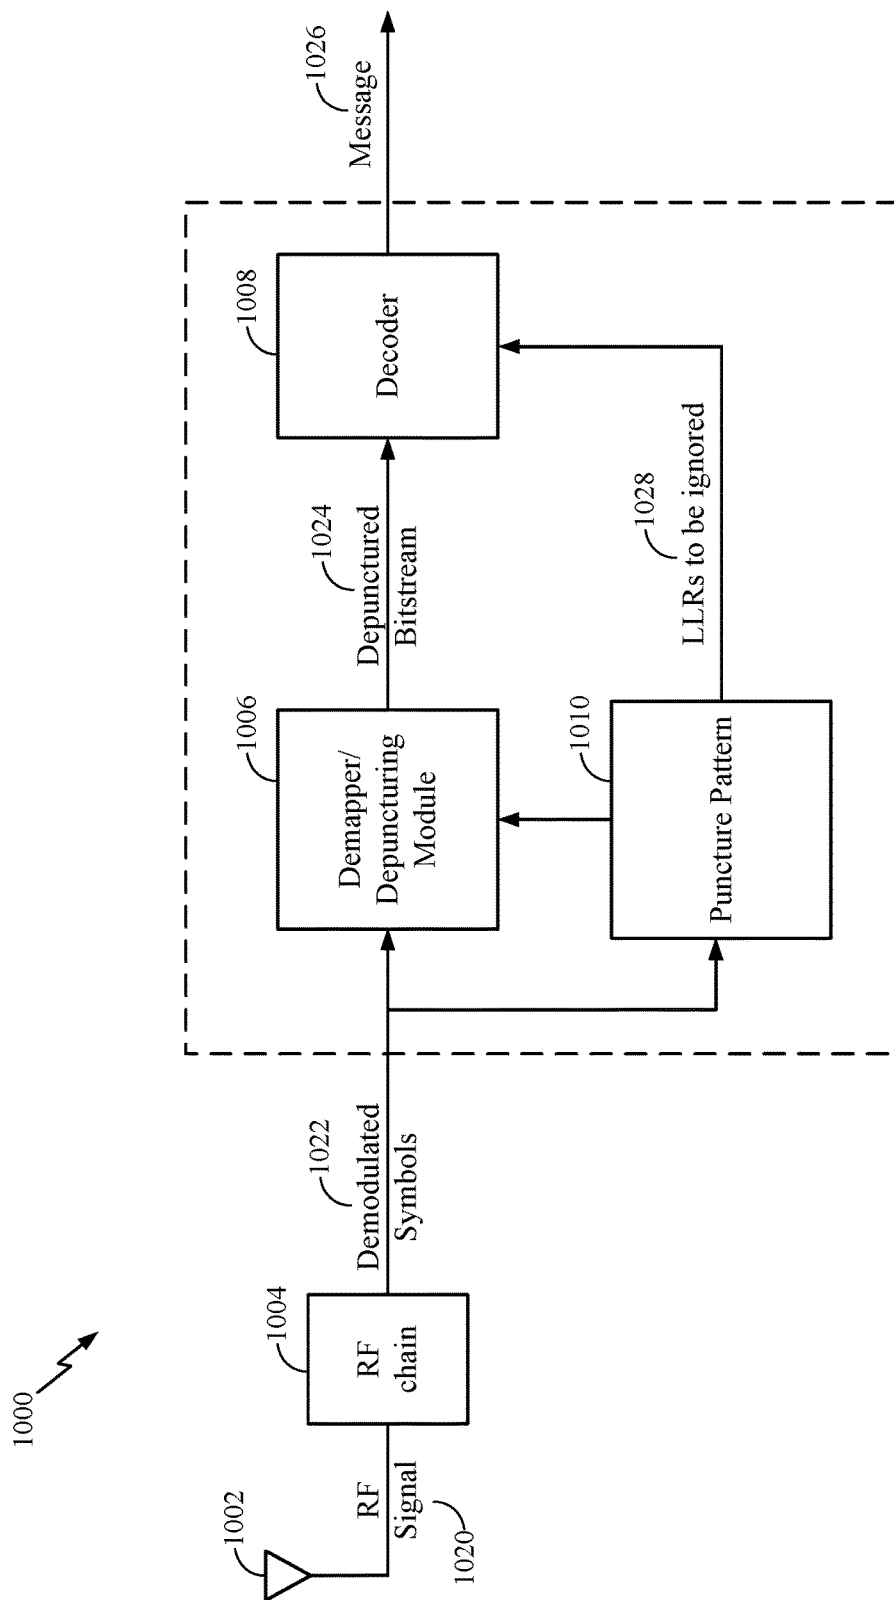 1000
1002
RF
Signal
1020
1004
RF
chain
1022
Demodulated
Symbols
1006
Demapper/
Depuncturing
Module
1024
Depunctured
Bitstream
1008
Decoder
1026
Message
1010
Puncture Pattern
1028
LLRs to be ignored